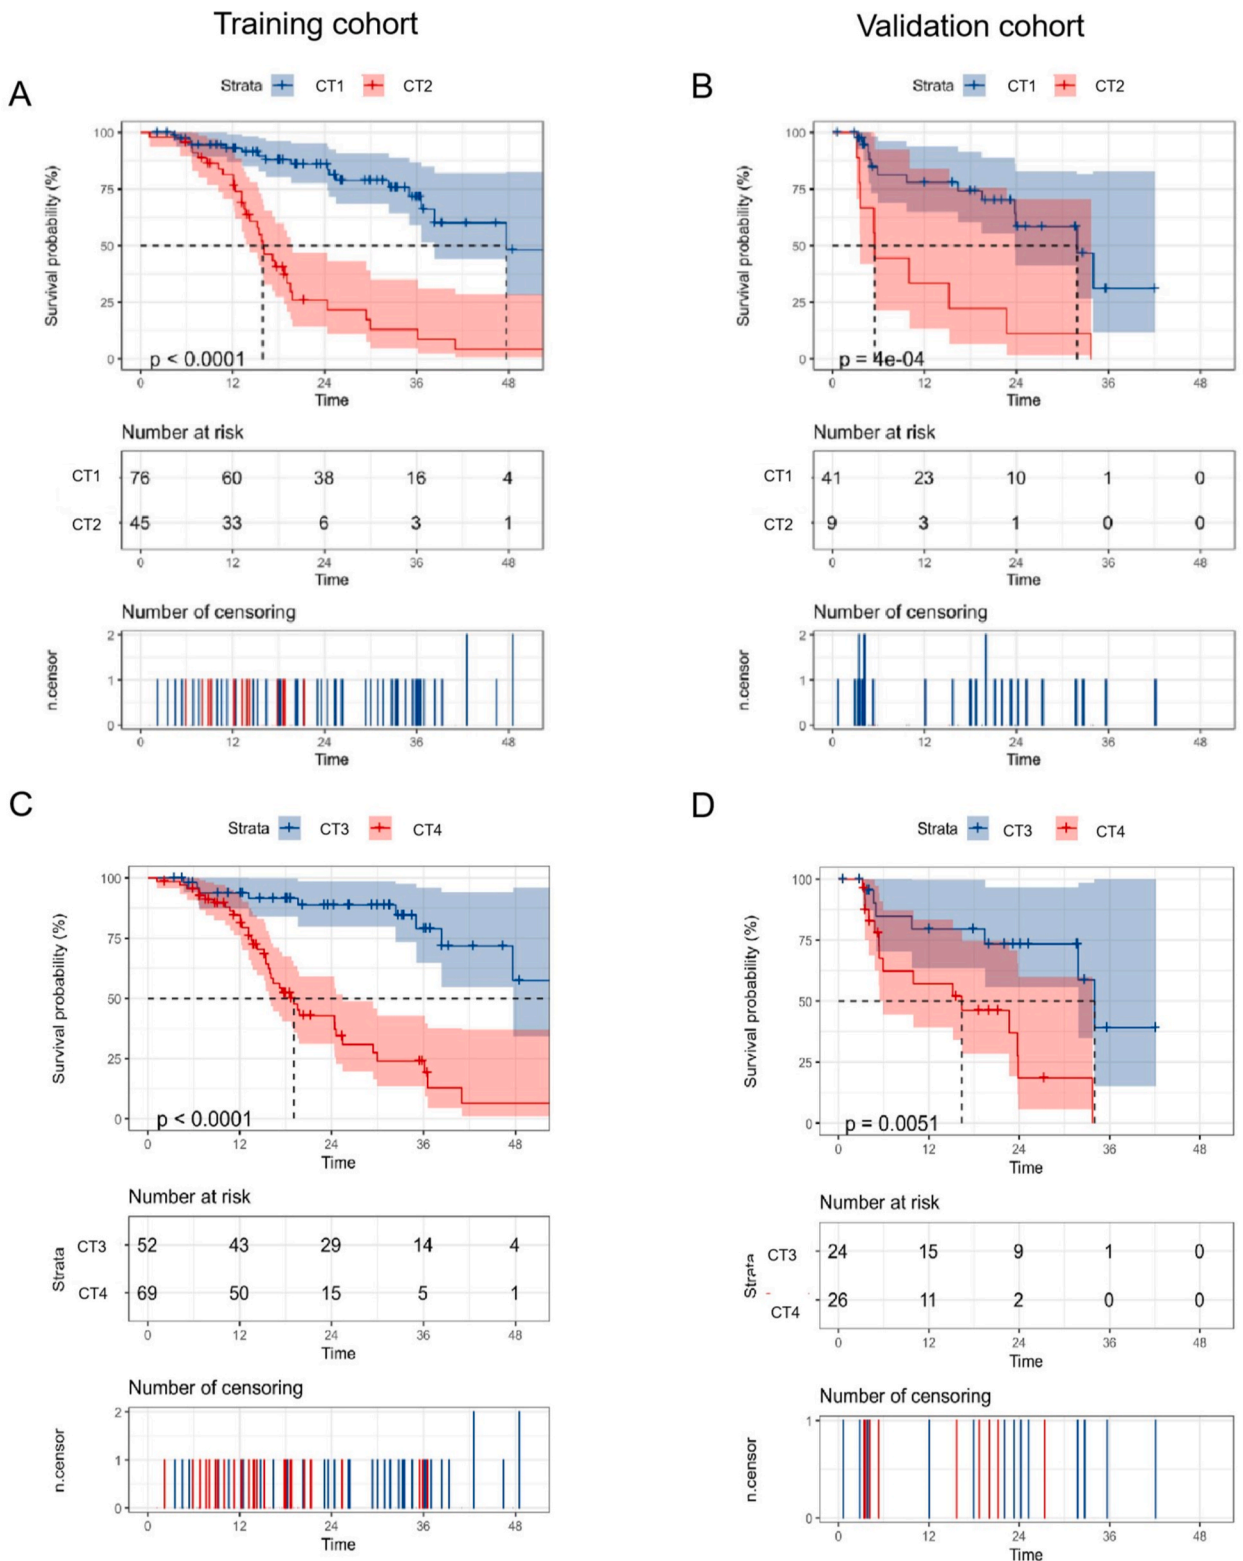 Training cohort
Validation cohort
A
Strata CT1 CT2
Survival probability (%)
100
75
50
25
0
p < 0.0001
0 12 24 36 48
Time
Number at risk
CT1 76 60 38 16 4
CT2 45 33 6 3 1
0 12 24 36 48
Time
Number of censoring
n.censor
2
1
0
0 12 24 36 48
Time
B
Strata CT1 CT2
Survival probability (%)
100
75
50
25
0
p = 4e-04
0 12 24 36 48
Time
Number at risk
CT1 41 23 10 1 0
CT2 9 3 1 0 0
0 12 24 36 48
Time
Number of censoring
n.censor
2
1
0
0 12 24 36 48
Time
C
Strata CT3 CT4
Survival probability (%)
100
75
50
25
0
p < 0.0001
0 12 24 36 48
Time
Number at risk
Strata
CT3 52 43 29 14 4
CT4 69 50 15 5 1
0 12 24 36 48
Time
Number of censoring
n.censor
2
1
0
0 12 24 36 48
Time
D
Strata CT3 CT4
Survival probability (%)
100
75
50
25
0
p = 0.0051
0 12 24 36 48
Time
Number at risk
Strata
CT3 24 15 9 1 0
CT4 26 11 2 0 0
0 12 24 36 48
Time
Number of censoring
n.censor
1
0
0 12 24 36 48
Time